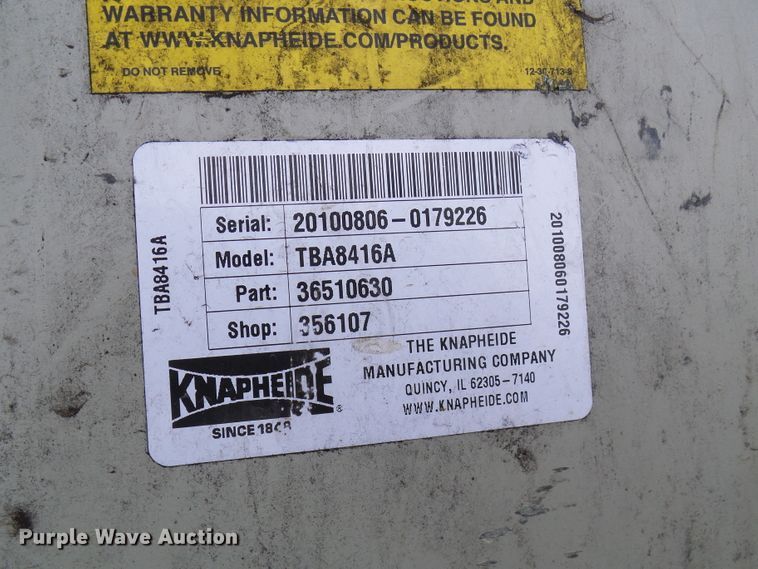 AND
WARRANTY INFORMATION CAN BE FOUND
AT WWW.KNAPHEIDE.COM/PRODUCTS.
DO NOT REMOVE
TBA8416A
Serial: 20100806-0179226
Model: TBA8416A
Part: 36510630
Shop: 356107
201008060179226
KNAPHEIDE
SINCE 1848
THE KNAPHEIDE
MANUFACTURING COMPANY
QUINCY, IL 62305-7140
WWW.KNAPHEIDE.COM
Purple Wave Auction